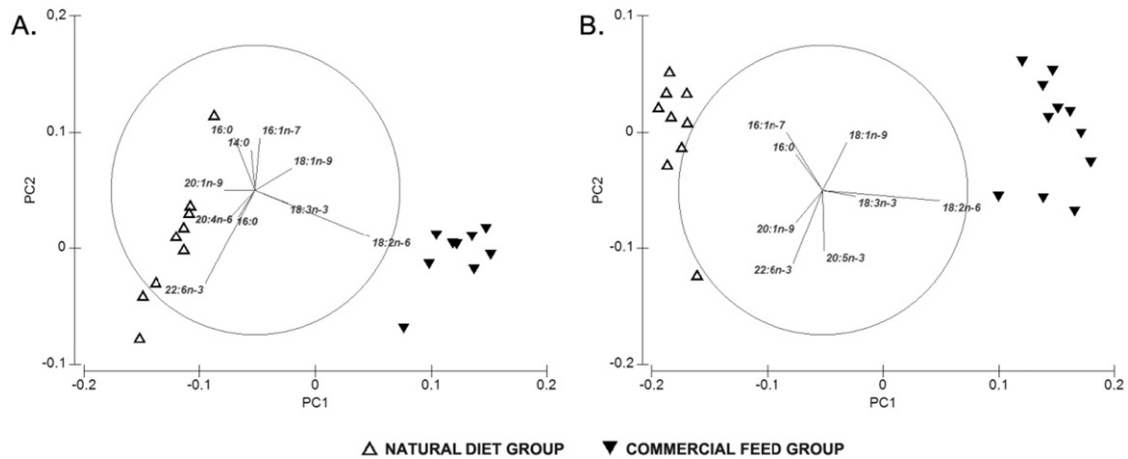 A.
0,2
0.1
0
-0.1
PC2
-0.2
-0.1
0
0.1
0.2
PC1
16:0
14:0
16:1n-7
18:1n-9
20:1n-9
20:4n-6
16:0
18:3n-3
18:2n-6
22:6n-3
B.
0.1
0
-0.1
-0.2
PC2
-0.2
-0.1
0
0.1
0.2
PC1
16:1n-7
16:0
18:1n-9
18:3n-3
18:2n-6
20:1n-9
20:5n-3
22:6n-3
NATURAL DIET GROUP
COMMERCIAL FEED GROUP